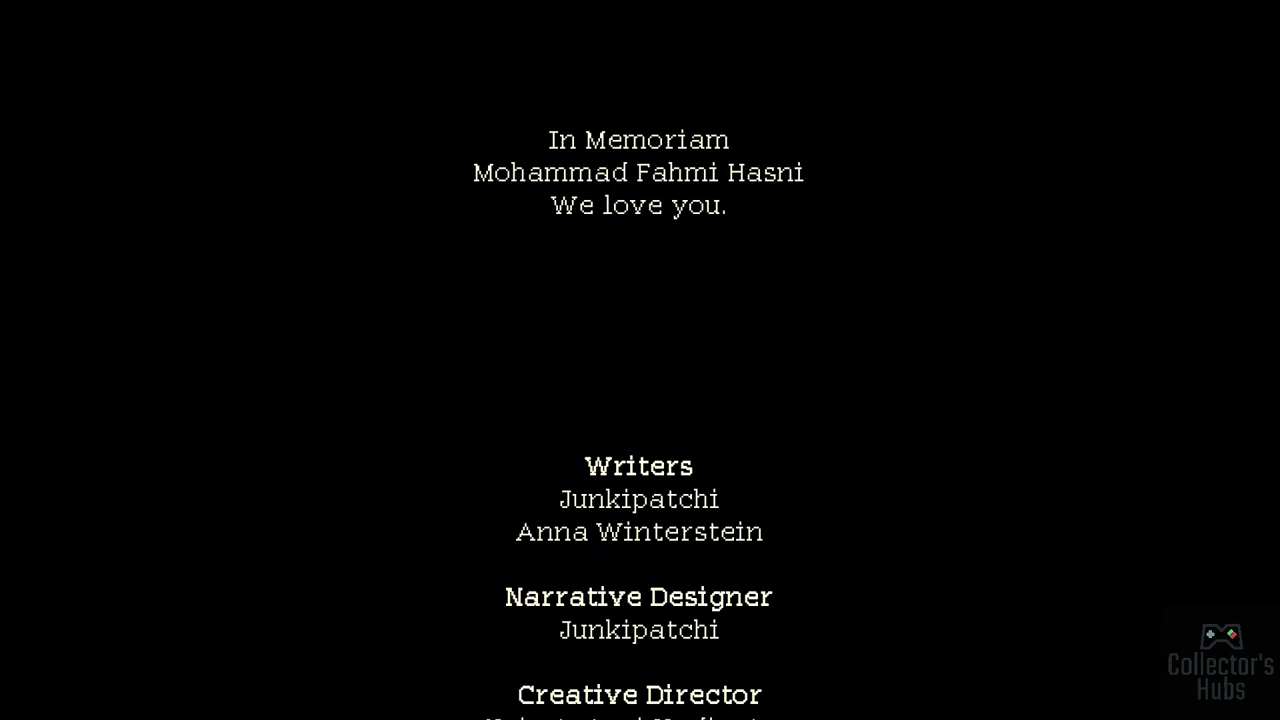 In Memoriam
Mohammad Fahmi Hasni
We love you.
Writers
Junkipatchi
Anna Winterstein
Narrative Designer
Junkipatchi
Creative Director
Collector's
Hubs